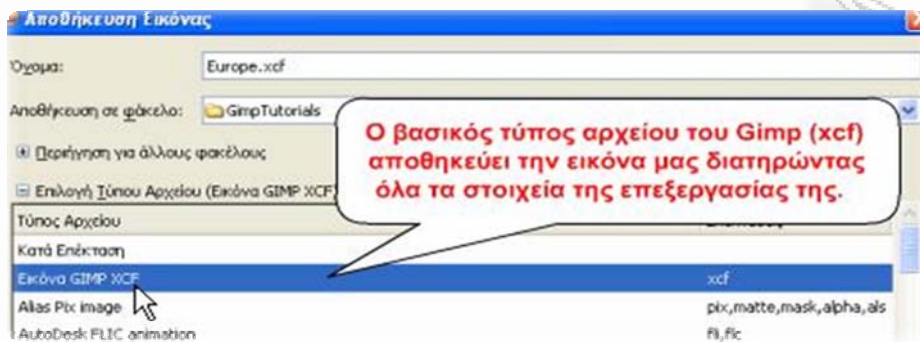 Αποθήκευση Εικόνας
Όνομα: Europe.xcf
Αποθήκευση σε φάκελο: GimpTutorials
Περιήγηση για άλλους φακέλους
Επιλογή Τύπου Αρχείου (Εικόνα GIMP XCF)
Ο βασικός τύπος αρχείου του Gimp (xcf)
αποθηκεύει την εικόνα μας διατηρώντας
όλα τα στοιχεία της επεξεργασίας της.
Τύπος Αρχείου
Κατά Επέκταση
Εικόνα GIMP XCF xcf
Alias Pix image pix,matte,mask,alpha,als
AutoDesk FLIC animation fli,flc